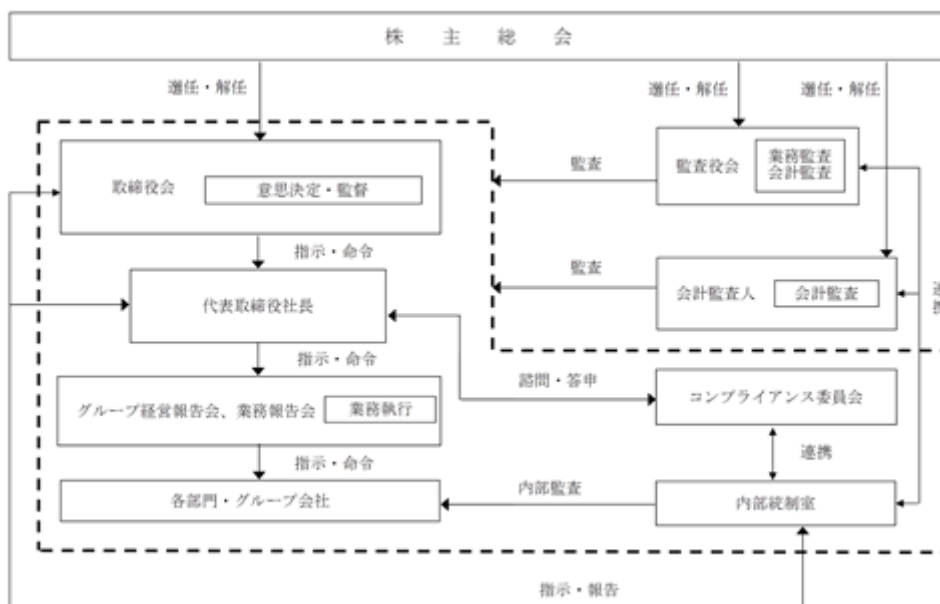 株主総会
選任・解任
選任・解任
選任・解任
取締役会
意思決定・監督
監査
監査役会
業務監査
会計監査
指示・命令
監査
代表取締役社長
会計監査人
会計監査
連携
指示・命令
諮問・答申
グループ経営報告会、業務報告会
業務執行
コンプライアンス委員会
指示・命令
連携
各部門・グループ会社
内部監査
内部統制室
指示・報告